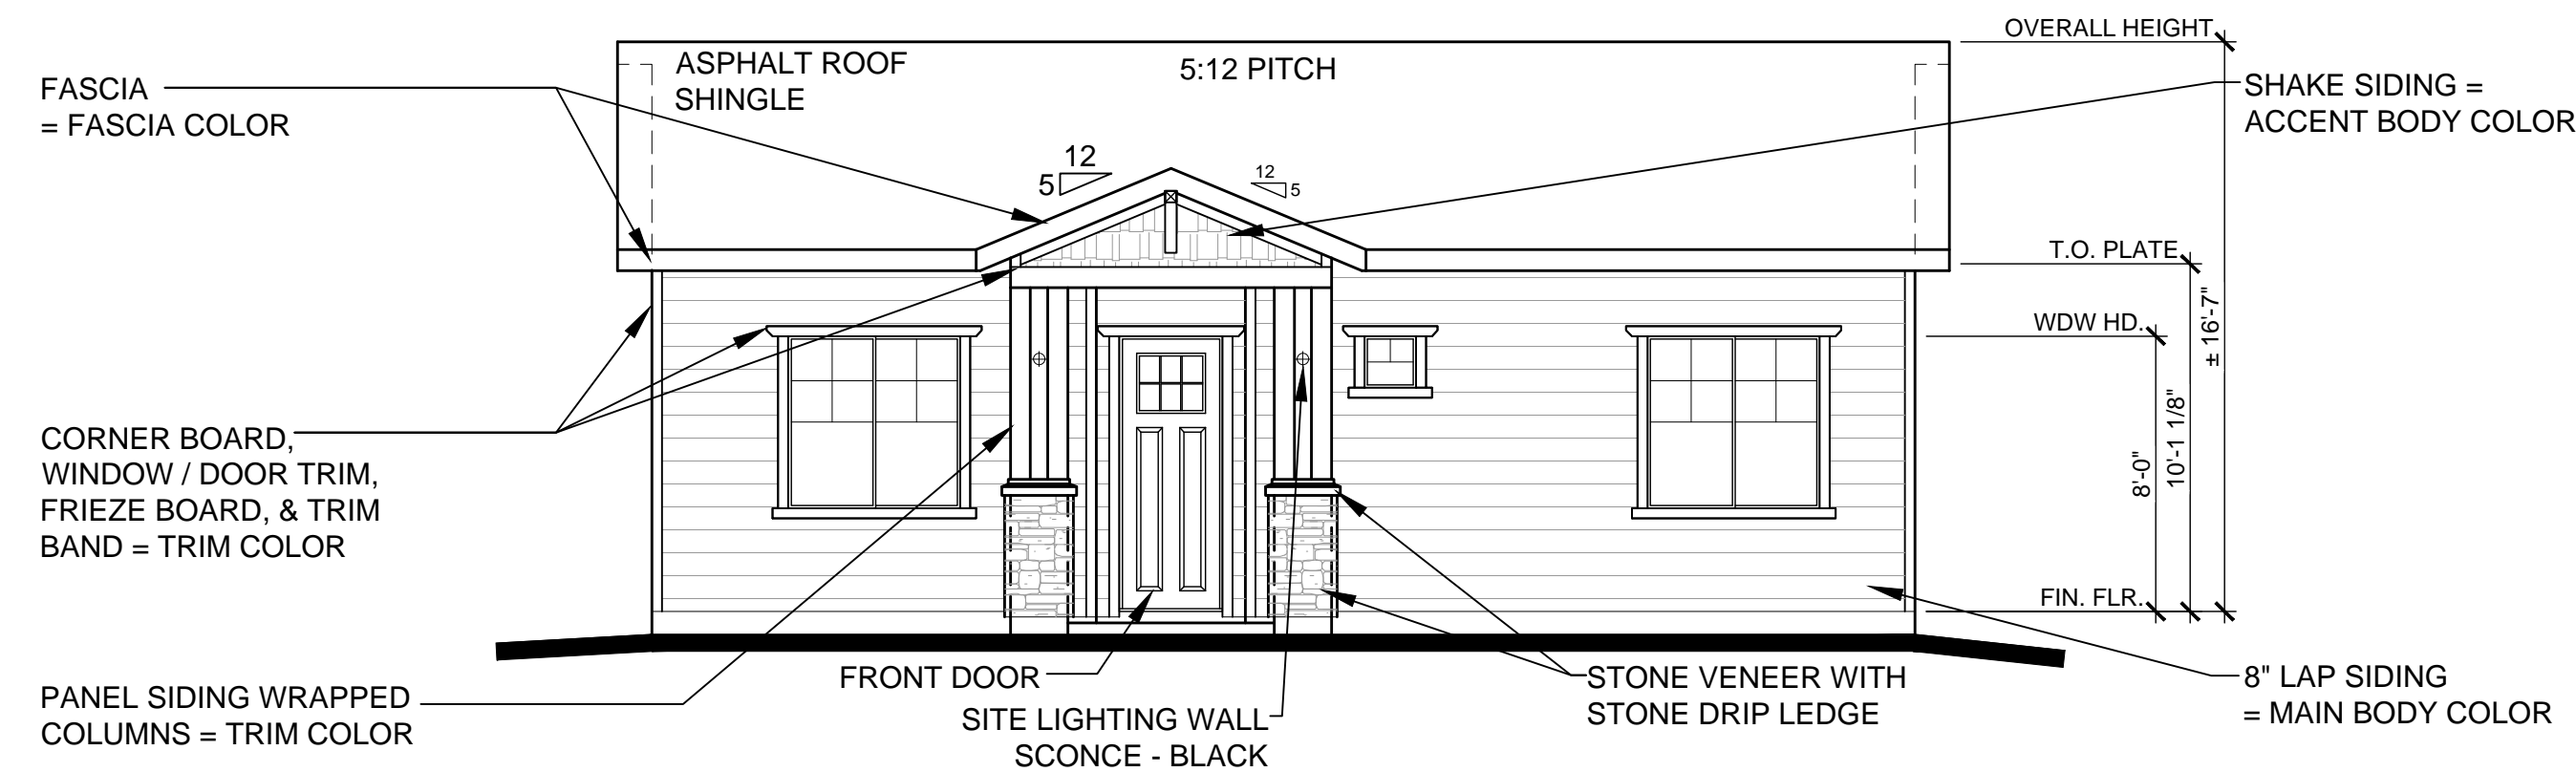 OVERALL HEIGHT
ASPHALT ROOF
SHINGLE
5:12 PITCH
FASCIA
= FASCIA COLOR
SHAKE SIDING =
ACCENT BODY COLOR
12
5
12
5
T.O. PLATE
WDW HD.
± 16'-7"
10'-1 1/8"
8'-0"
CORNER BOARD,
WINDOW / DOOR TRIM,
FRIEZE BOARD, & TRIM
BAND = TRIM COLOR
FIN. FLR.
PANEL SIDING WRAPPED
COLUMNS = TRIM COLOR
FRONT DOOR
SITE LIGHTING WALL
SCONCE - BLACK
STONE VENEER WITH
STONE DRIP LEDGE
8" LAP SIDING
= MAIN BODY COLOR